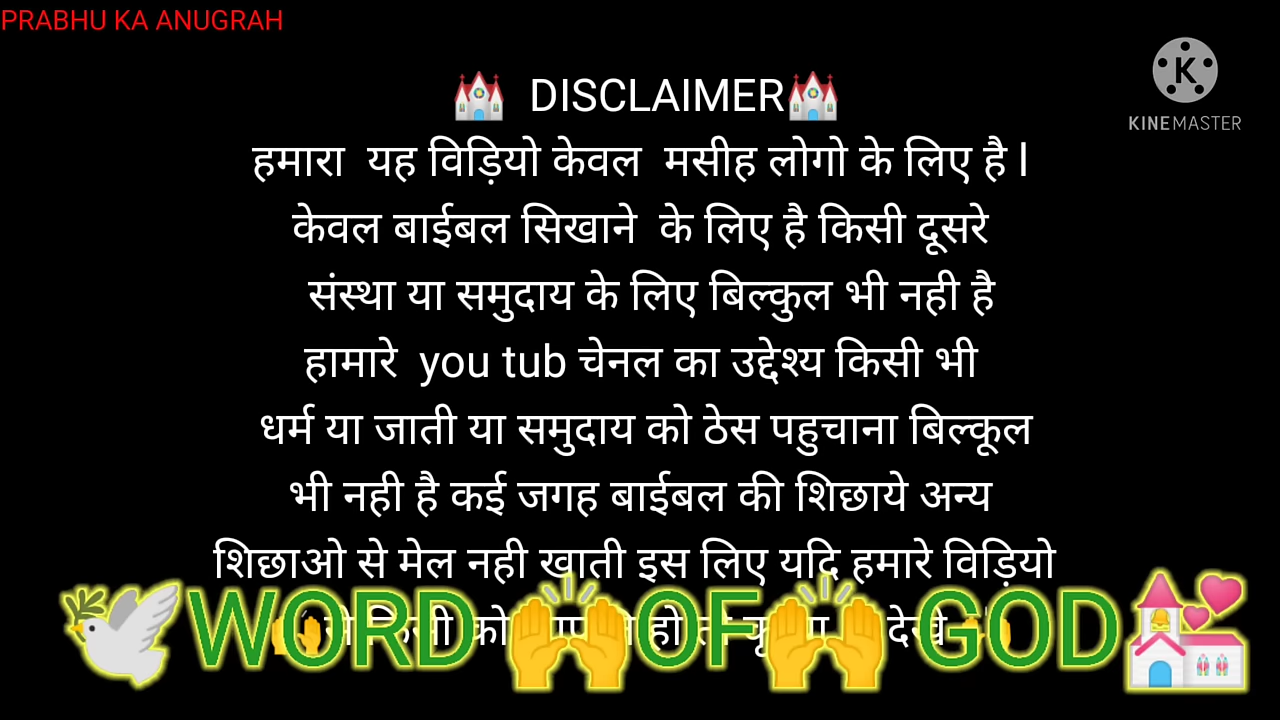 PRABHU KA ANUGRAH
K
KINEMASTER
DISCLAIMER
हमारा यह विड़ियो केवल मसीह लोगो के लिए है l
केवल बाईबल सिखाने के लिए है किसी दूसरे
संस्था या समुदाय के लिए बिल्कुल भी नही है
हामारे you tub चेनल का उद्देश्य किसी भी
धर्म या जाती या समुदाय को ठेस पहुचाना बिल्कूल
भी नही है कई जगह बाईबल की शिछाये अन्य
शिछाओ से मेल नही खाती इस लिए यदि हमारे विड़ियो
को हो देखे
WORD OF GOD